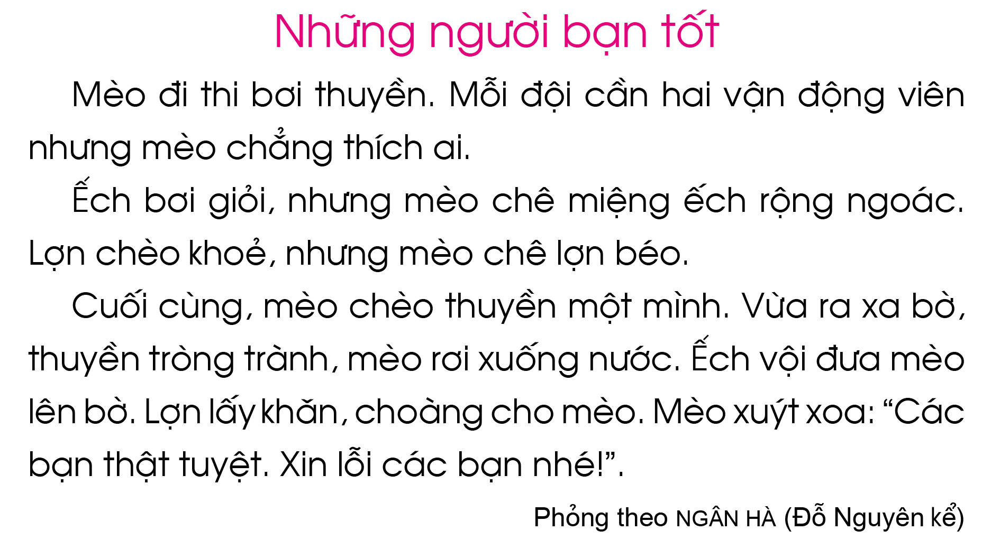 Những người bạn tốt
Mèo đi thi bơi thuyền. Mỗi đội cần hai vận động viên
nhưng mèo chẳng thích ai.
Ếch bơi giỏi, nhưng mèo chê miệng ếch rộng ngoác.
Lợn chèo khoẻ, nhưng mèo chê lợn béo.
Cuối cùng, mèo chèo thuyền một mình. Vừa ra xa bờ,
thuyền tròng trành, mèo rơi xuống nước. Ếch vội đưa mèo
lên bờ. Lợn lấy khăn, choàng cho mèo. Mèo xuýt xoa: “Các
bạn thật tuyệt. Xin lỗi các bạn nhé!”.
Phỏng theo NGÂN HÀ (Đỗ Nguyên kể)